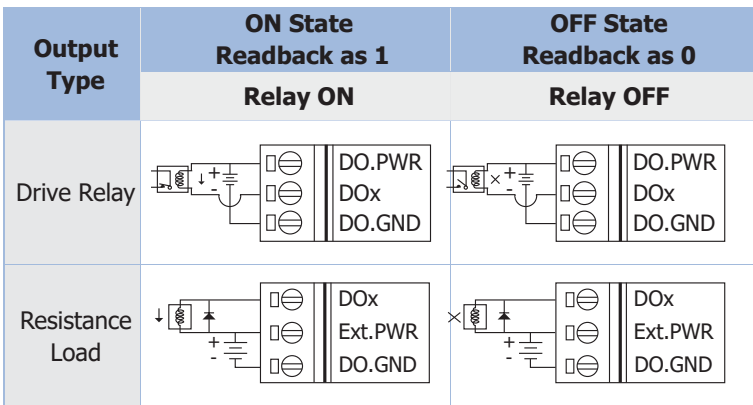 Output
Type
ON State
Readback as 1
OFF State
Readback as 0
Relay ON
Relay OFF
Drive Relay
+
-
DO.PWR
DOx
DO.GND
+
-
DO.PWR
DOx
DO.GND
Resistance
Load
+
-
DOx
Ext.PWR
DO.GND
+
-
DOx
Ext.PWR
DO.GND